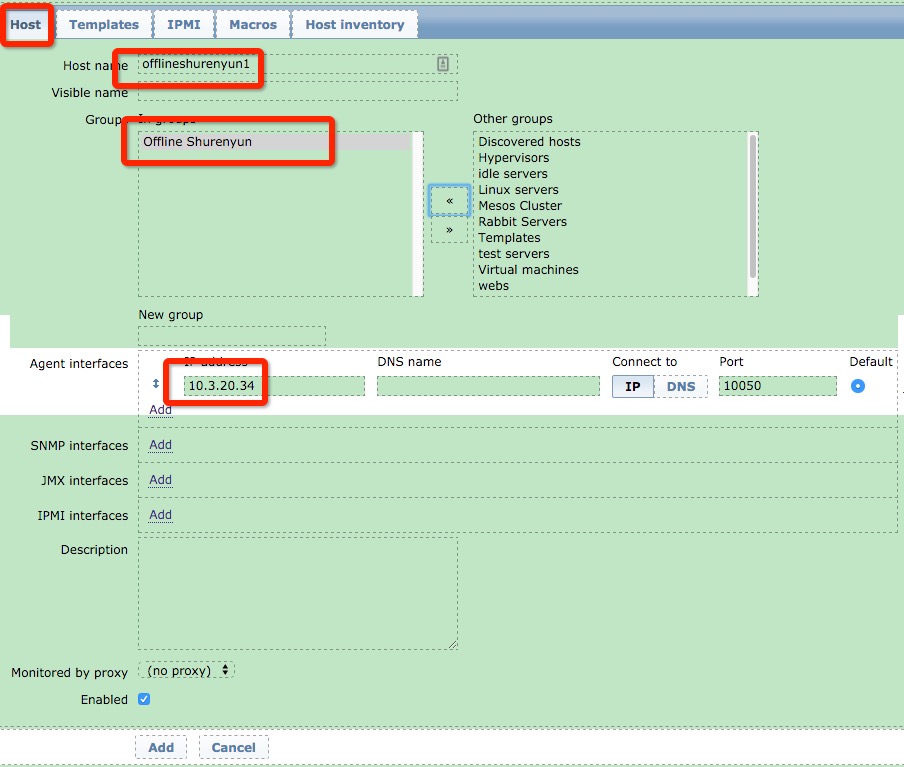 Host Templates IPMI Macros Host inventory
Host name offlineshurenyun1
Visible name
Groups In groups Other groups
Offline Shurenyun
Discovered hosts
Hypervisors
idle servers
Linux servers
Mesos Cluster
Rabbit Servers
Templates
test servers
Virtual machines
webs
«
»
New group
Agent interfaces IP address DNS name Connect to Port Default
10.3.20.34 IP DNS 10050
Add
SNMP interfaces Add
JMX interfaces Add
IPMI interfaces Add
Description
Monitored by proxy (no proxy)
Enabled
Add Cancel